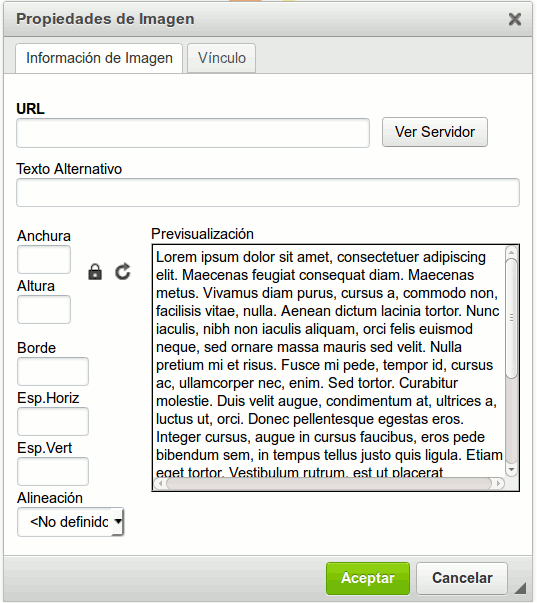 Propiedades de Imagen
Información de Imagen
Vínculo
URL
Ver Servidor
Texto Alternativo
Anchura
Altura
Borde
Esp.Horiz
Esp.Vert
Alineación
<No definido
Previsualización
Lorem ipsum dolor sit amet, consectetuer adipiscing
elit. Maecenas feugiat consequat diam. Maecenas
metus. Vivamus diam purus, cursus a, commodo non,
facilisis vitae, nulla. Aenean dictum lacinia tortor. Nunc
iaculis, nibh non iaculis aliquam, orci felis euismod
neque, sed ornare massa mauris sed velit. Nulla
pretium mi et risus. Fusce mi pede, tempor id, cursus
ac, ullamcorper nec, enim. Sed tortor. Curabitur
molestie. Duis velit augue, condimentum at, ultrices a,
luctus ut, orci. Donec pellentesque egestas eros.
Integer cursus, augue in cursus faucibus, eros pede
bibendum sem, in tempus tellus justo quis ligula. Etiam
eget tortor. Vestibulum rutrum, est ut placerat
Aceptar
Cancelar